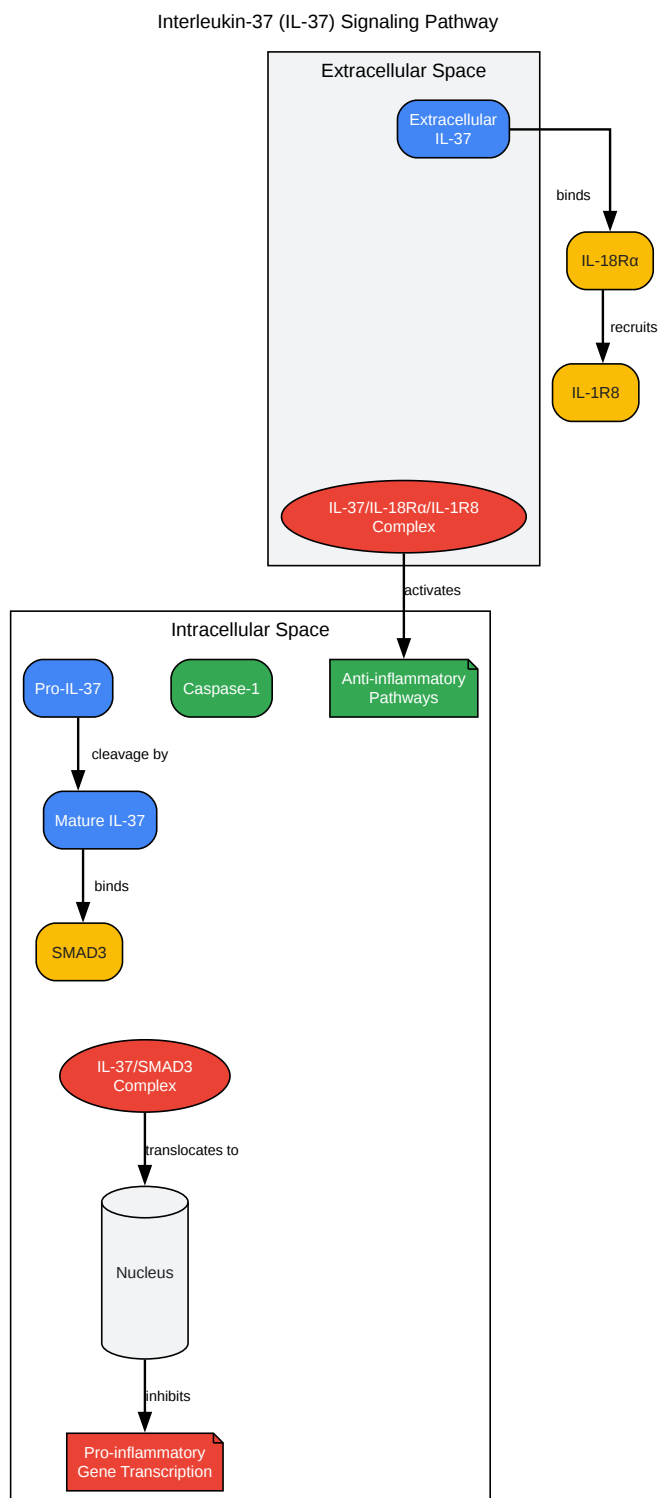 Interleukin-37 (IL-37) Signaling Pathway
Extracellular Space
Extracellular
IL-37
binds
IL-18Rα
recruits
IL-1R8
IL-37/IL-18Rα/IL-1R8
Complex
activates
Intracellular Space
Pro-IL-37
Caspase-1
Anti-inflammatory
Pathways
cleavage by
Mature IL-37
binds
SMAD3
IL-37/SMAD3
Complex
translocates to
Nucleus
inhibits
Pro-inflammatory
Gene Transcription